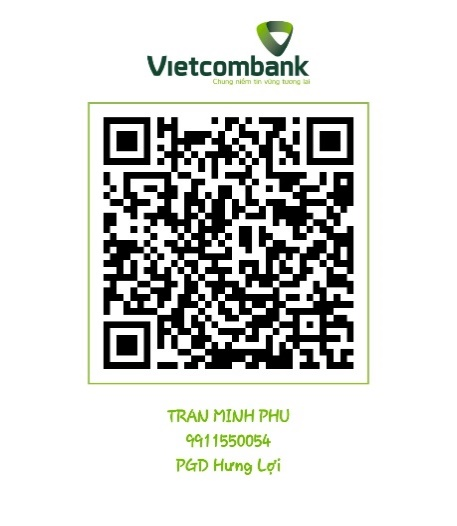 Vietcombank
Chung niềm tin vững tương lai
TRAN MINH PHU
9911550054
PGD Hưng Lợi